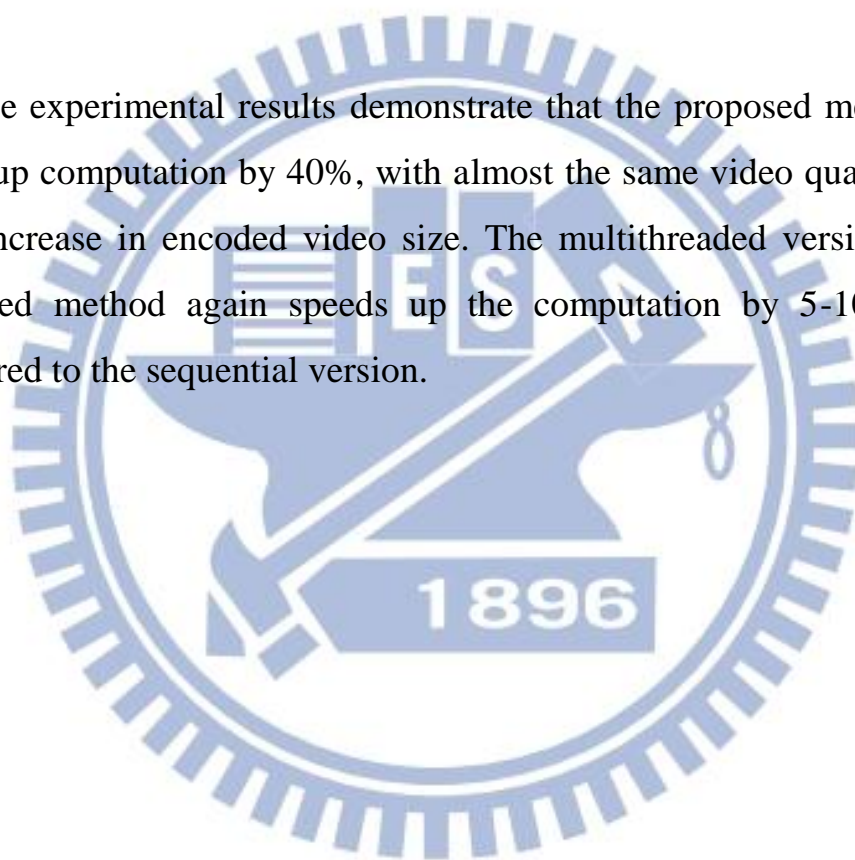 e experimental results demonstrate that the proposed me
up computation by 40%, with almost the same video qua
ncrease in encoded video size. The multithreaded versi
ed method again speeds up the computation by 5-10
red to the sequential version.
E S A
1896